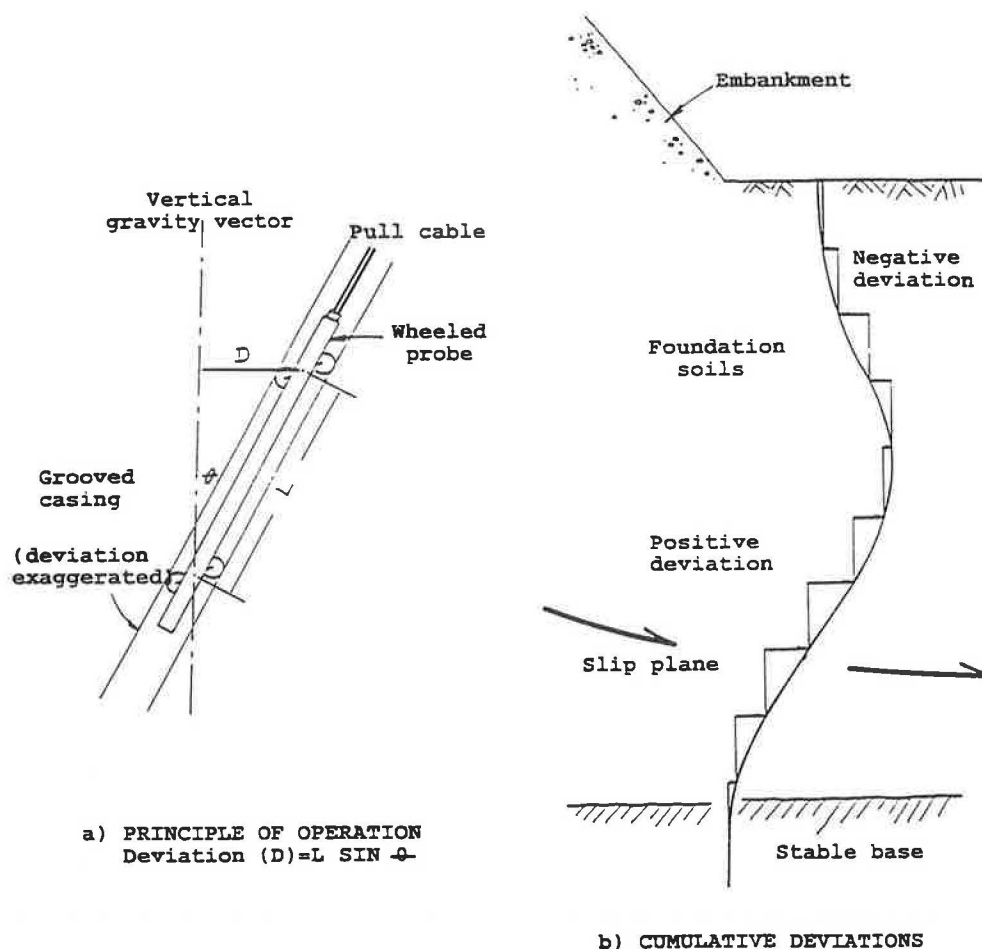 Vertical
gravity vector
Pull cable
Wheeled
probe
D
θ
L
Grooved
casing
(deviation
exaggerated)
a) PRINCIPLE OF OPERATION
Deviation (D)=L SIN θ
Embankment
Negative
deviation
Foundation
soils
Positive
deviation
Slip plane
Stable base
b) CUMULATIVE DEVIATIONS